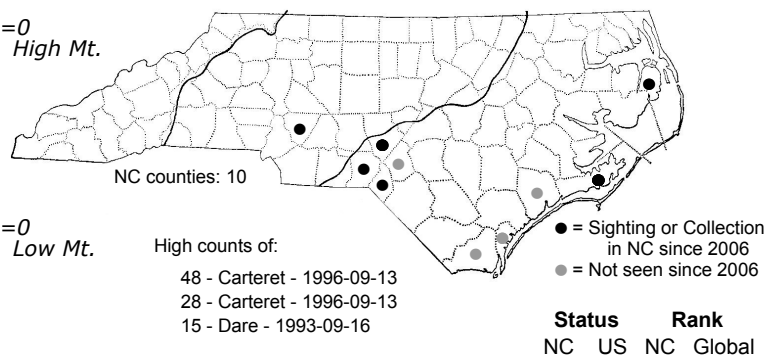 =0
High Mt.
NC counties: 10
=0
Low Mt.
High counts of:
48 - Carteret - 1996-09-13
28 - Carteret - 1996-09-13
15 - Dare - 1993-09-16
● = Sighting or Collection
in NC since 2006
● = Not seen since 2006
Status Rank
NC US NC Global